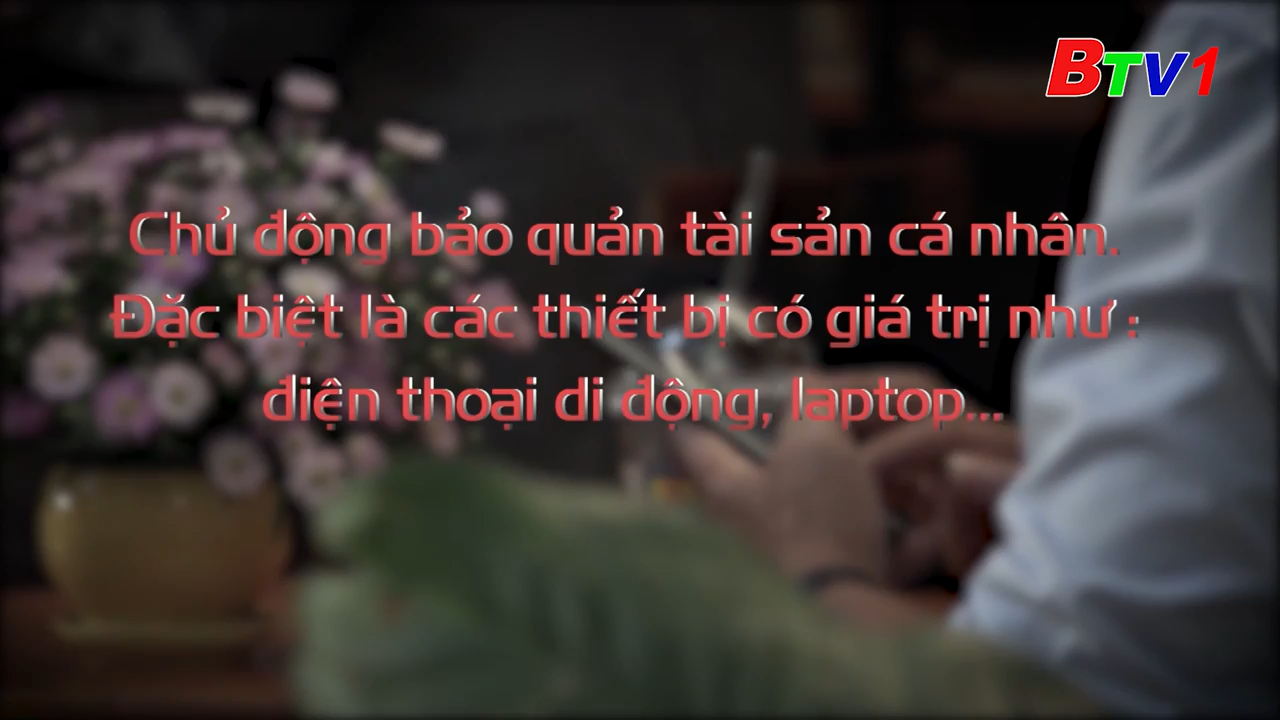 BTV1
Chủ động bảo quản tài sản cá nhân.
Đặc biệt là các thiết bị có giá trị như :
điện thoại di động, laptop...